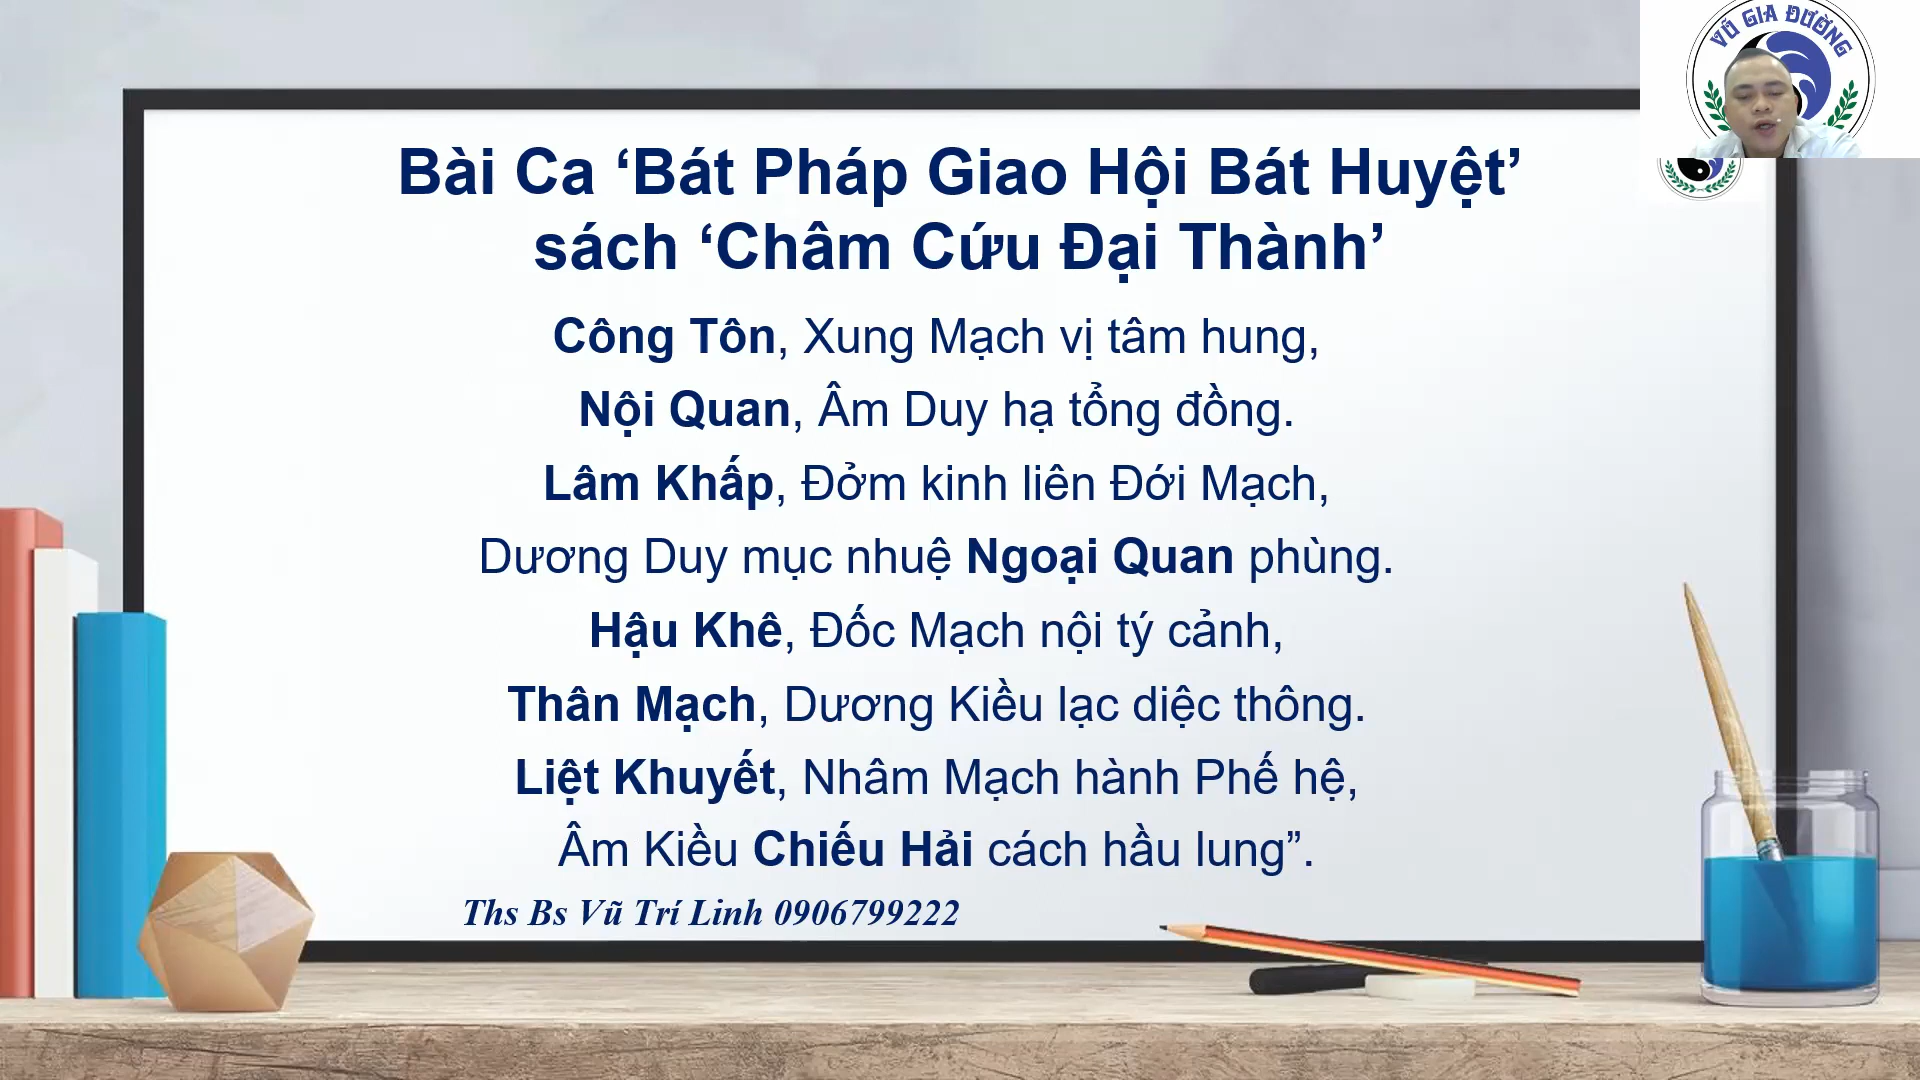 VŨ GIA ĐƯỜNG
Bài Ca ‘Bát Pháp Giao Hội Bát Huyệt’
sách ‘Châm Cứu Đại Thành’
Công Tôn, Xung Mạch vị tâm hung,
Nội Quan, Âm Duy hạ tổng đồng.
Lâm Khấp, Đởm kinh liên Đới Mạch,
Dương Duy mục nhuệ Ngoại Quan phùng.
Hậu Khê, Đốc Mạch nội tý cảnh,
Thân Mạch, Dương Kiều lạc diệc thông.
Liệt Khuyết, Nhâm Mạch hành Phế hệ,
Âm Kiều Chiếu Hải cách hầu lung”.
Ths Bs Vũ Trí Linh 0906799222